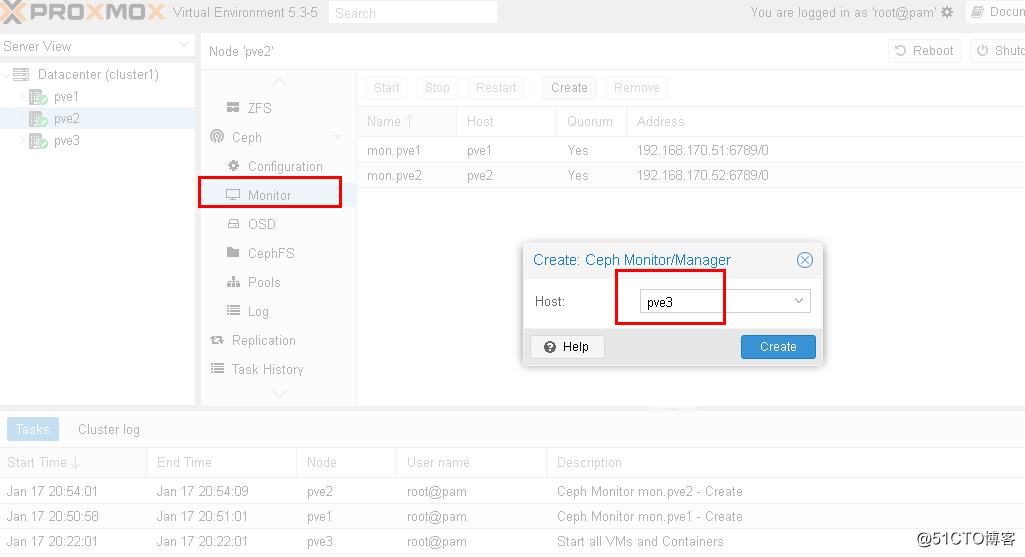 PROXMOX Virtual Environment 5.3-5 Search You are logged in as 'root@pam' Docun
Server View
Datacenter (cluster1)
pve1
pve2
pve3
Node 'pve2' Reboot Shutd
ZFS
Ceph
Configuration
Monitor
OSD
CephFS
Pools
Log
Replication
Task History
Start Stop Restart Create Remove
Name Host Quorum Address
mon.pve1 pve1 Yes 192.168.170.51:6789/0
mon.pve2 pve2 Yes 192.168.170.52:6789/0
Create: Ceph Monitor/Manager
Host: pve3
Help Create
Tasks Cluster log
Start Time End Time Node User name Description
Jan 17 20:54:01 Jan 17 20:54:09 pve2 root@pam Ceph Monitor mon.pve2 - Create
Jan 17 20:50:58 Jan 17 20:51:01 pve1 root@pam Ceph Monitor mon.pve1 - Create
Jan 17 20:22:01 Jan 17 20:22:01 pve3 root@pam Start all VMs and Containers
@51CTO博客